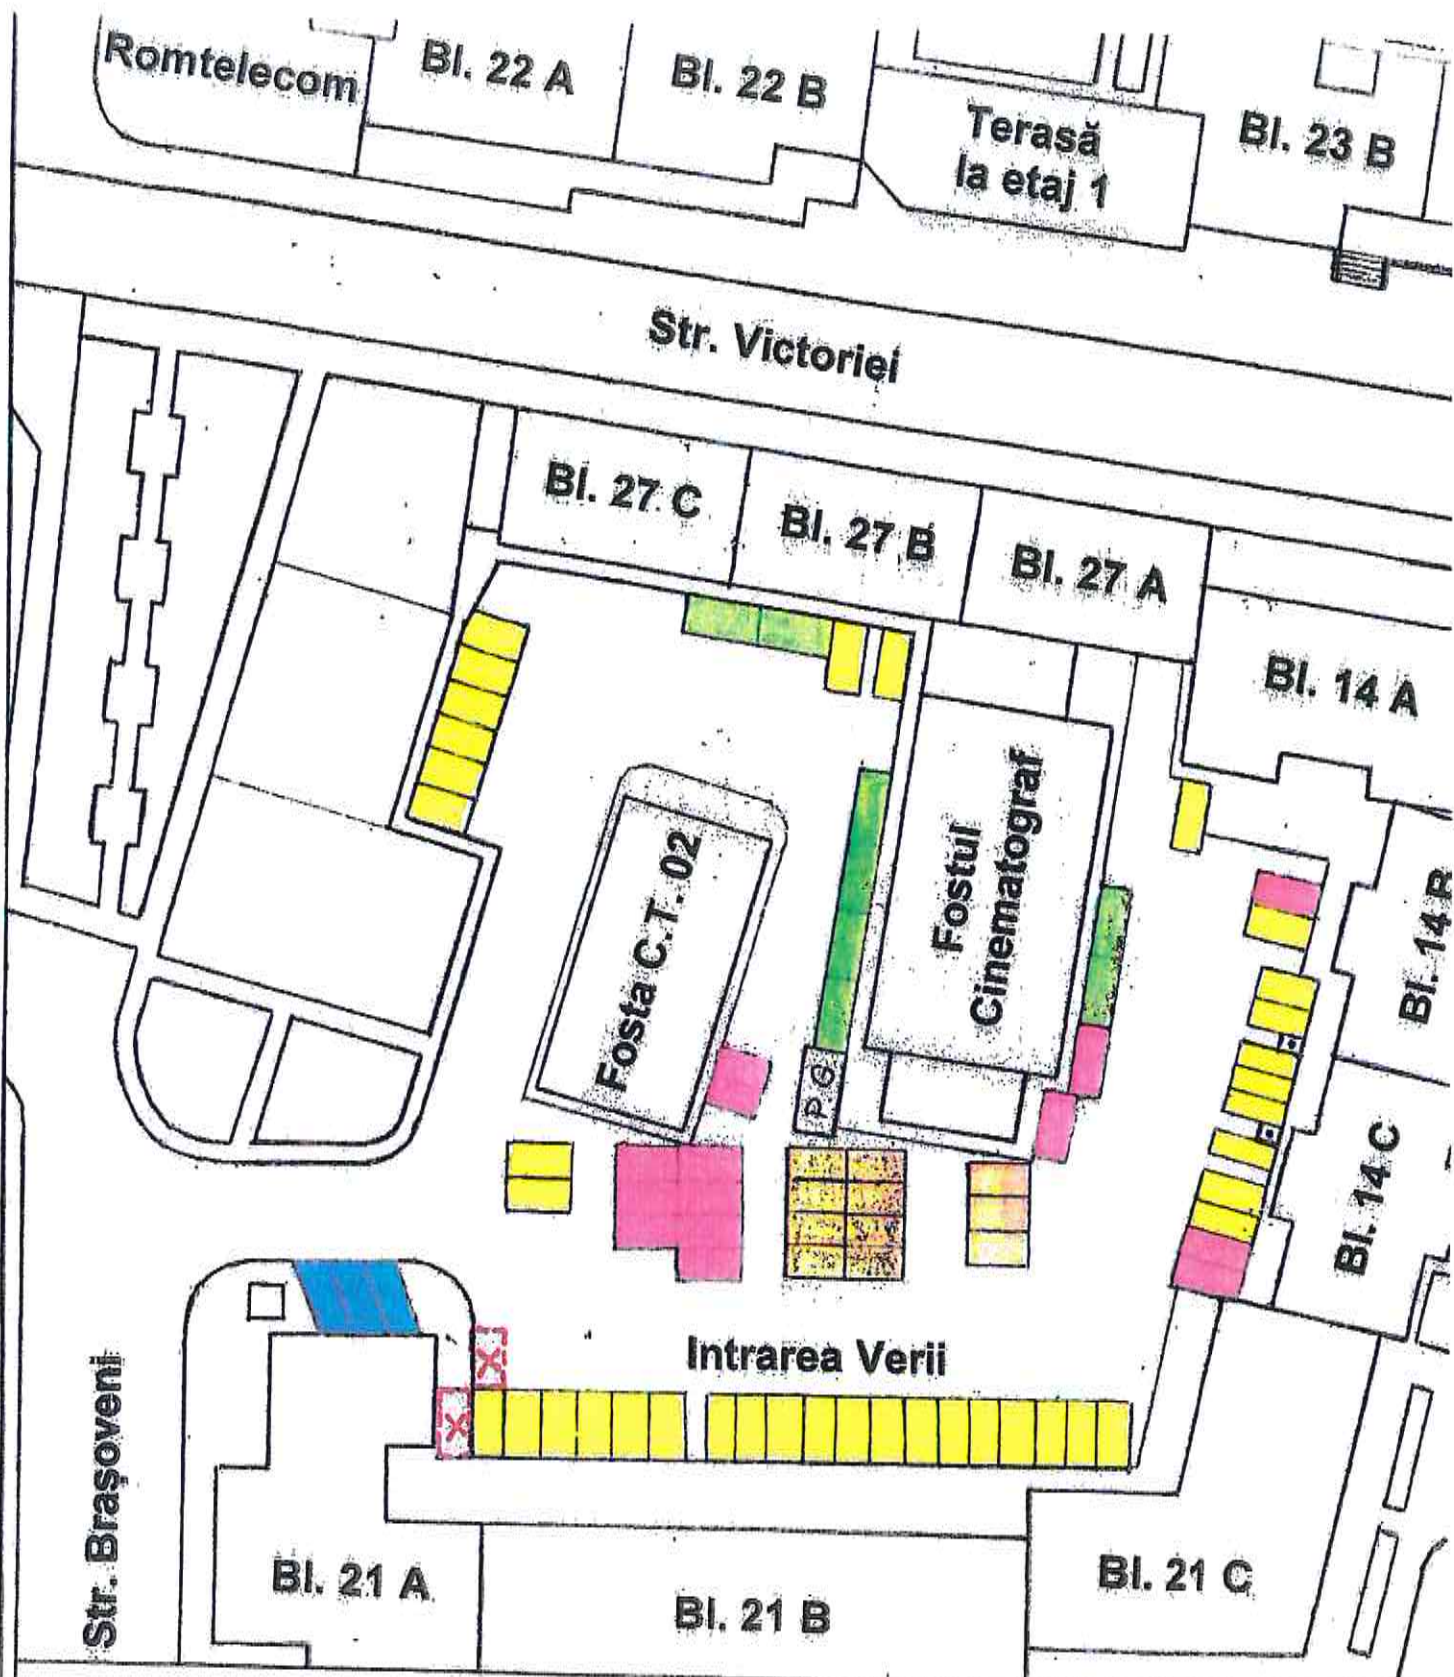 Romtelecom
Bl. 22 A
Bl. 22 B
Terasă
la etaj 1
Bl. 23 B
Str. Victoriei
Bl. 27 C
Bl. 27 B
Bl. 27 A
Bl. 14 A
Fosta C.T. 02
Fostul
Cinematograf
Bl. 14 B
P G
Bl. 14 C
Intrarea Verii
X
X
Str. Brașoveni
Bl. 21 A
Bl. 21 B
Bl. 21 C